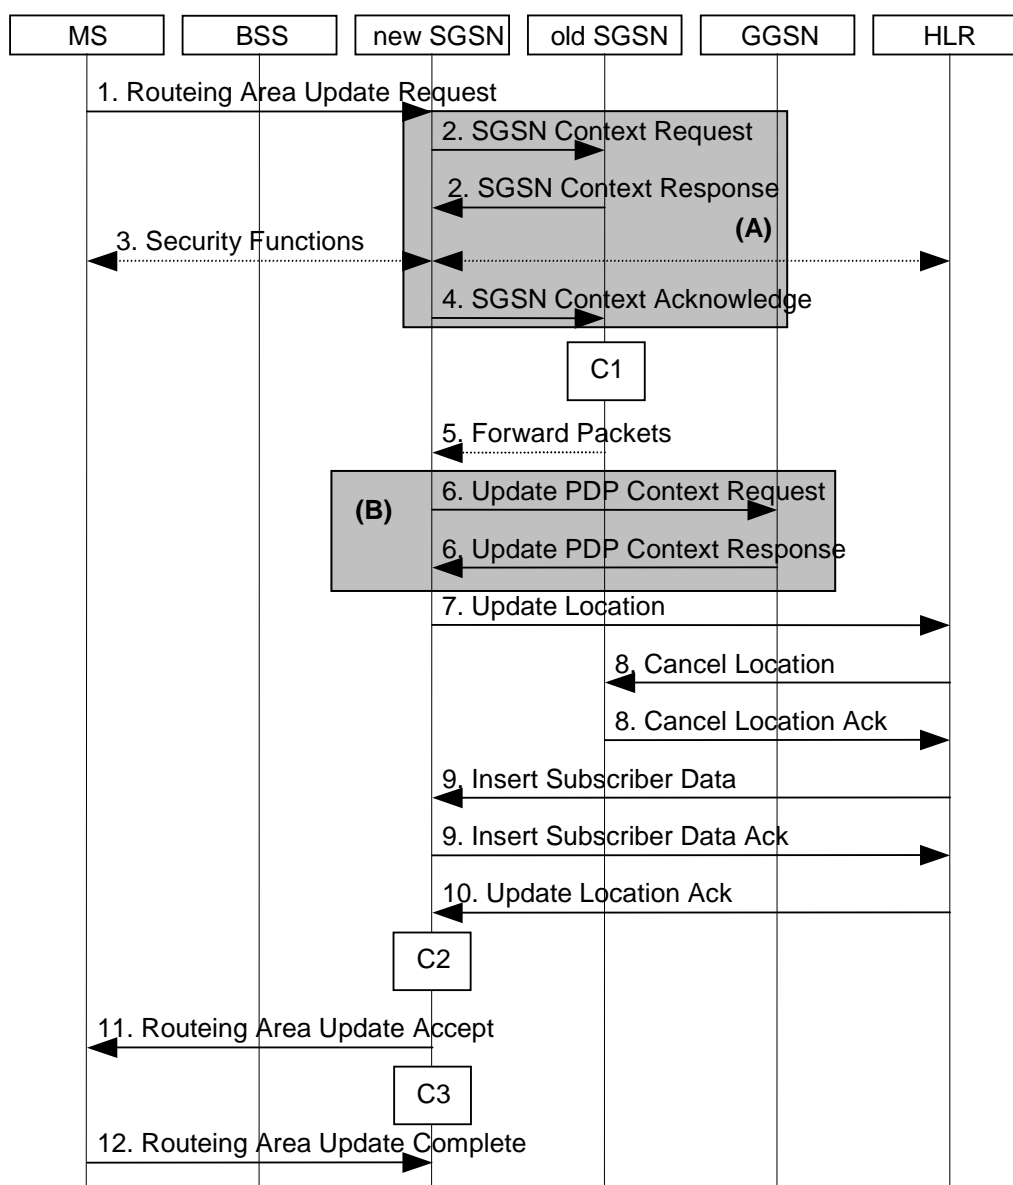 MS
BSS
new SGSN
old SGSN
GGSN
HLR
1. Routeing Area Update Request
2. SGSN Context Request
2. SGSN Context Response
(A)
3. Security Functions
4. SGSN Context Acknowledge
C1
5. Forward Packets
6. Update PDP Context Request
(B)
6. Update PDP Context Response
7. Update Location
8. Cancel Location
8. Cancel Location Ack
9. Insert Subscriber Data
9. Insert Subscriber Data Ack
10. Update Location Ack
C2
11. Routeing Area Update Accept
C3
12. Routeing Area Update Complete